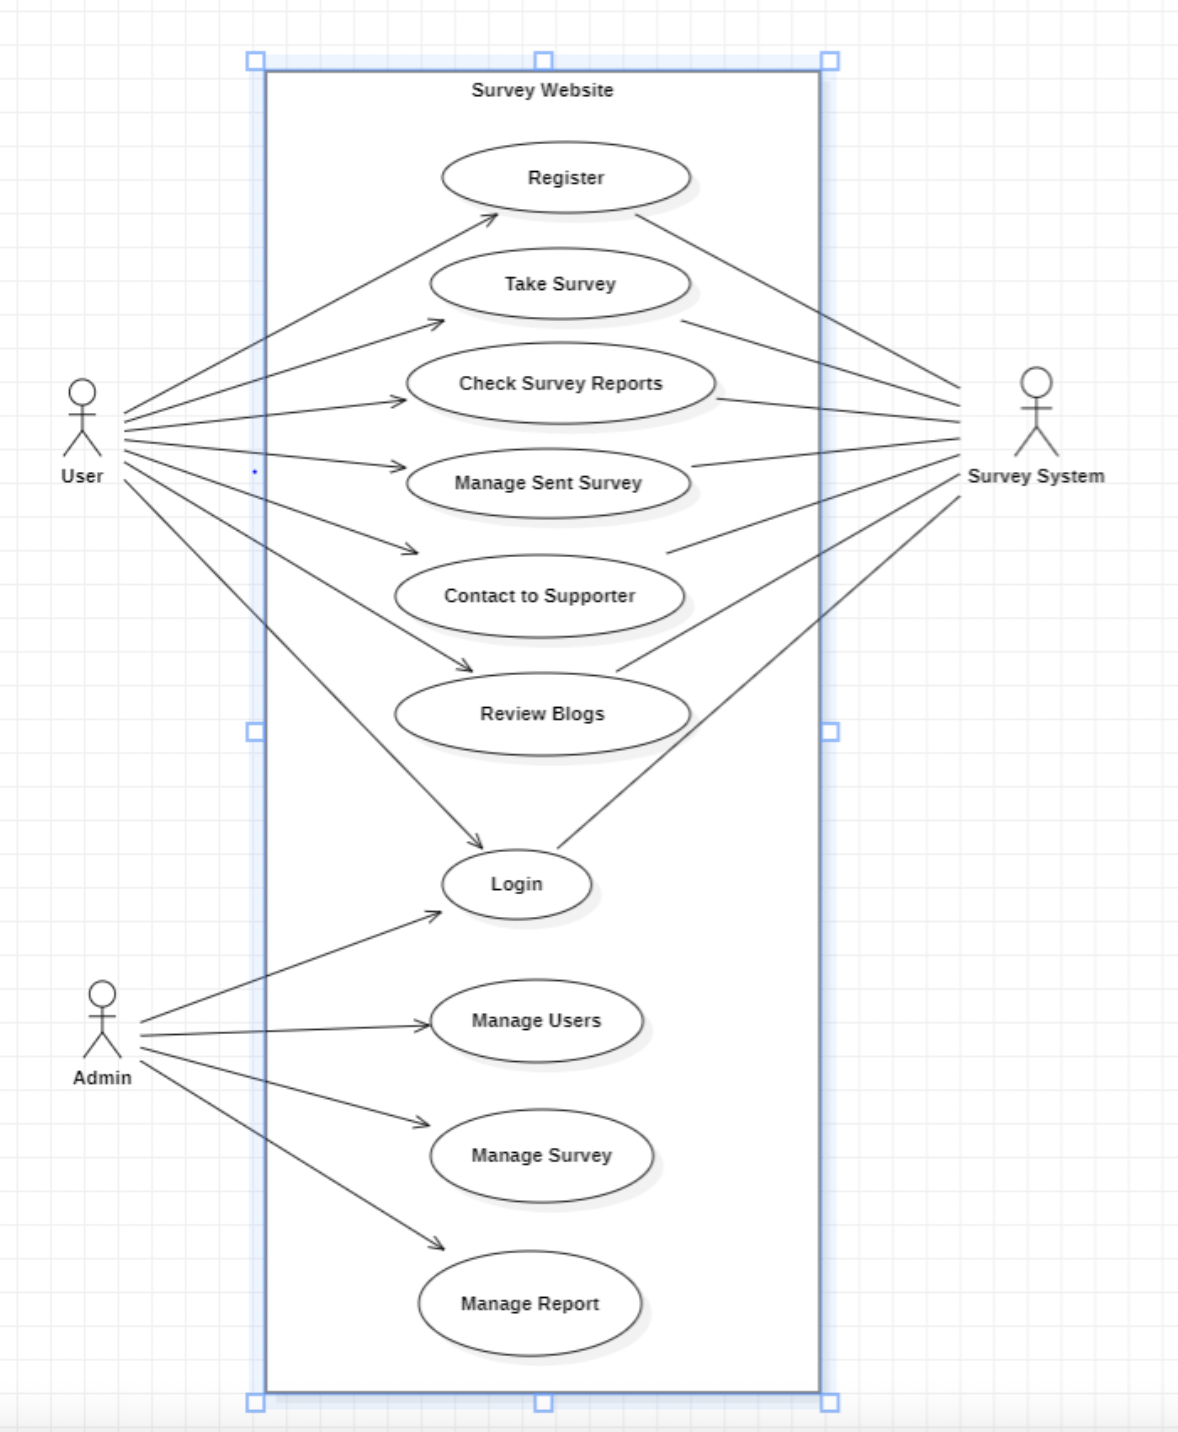 Survey Website
Register
Take Survey
Check Survey Reports
User
Manage Sent Survey
Survey System
Contact to Supporter
Review Blogs
Login
Manage Users
Admin
Manage Survey
Manage Report